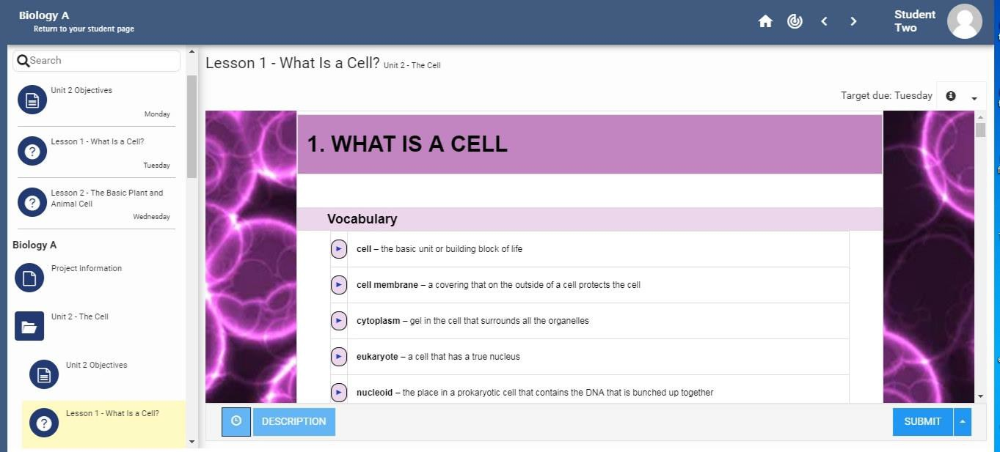 Biology A
Return to your student page
Student
Two
Search
Unit 2 Objectives
Monday
Lesson 1 - What Is a Cell?
Tuesday
Lesson 2 - The Basic Plant and
Animal Cell
Wednesday
Biology A
Project Information
Unit 2 - The Cell
Unit 2 Objectives
Lesson 1 - What Is a Cell?
Lesson 1 - What Is a Cell? Unit 2 - The Cell
Target due: Tuesday
1. WHAT IS A CELL
Vocabulary
cell – the basic unit or building block of life
cell membrane – a covering that on the outside of a cell protects the cell
cytoplasm – gel in the cell that surrounds all the organelles
eukaryote – a cell that has a true nucleus
nucleoid – the place in a prokaryotic cell that contains the DNA that is bunched up together
DESCRIPTION
SUBMIT